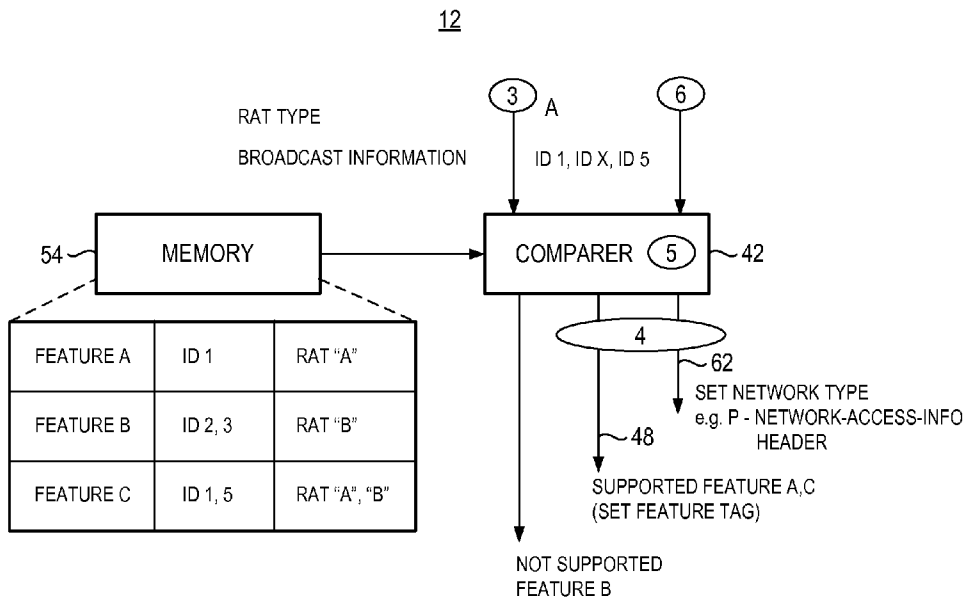 12
3 A
6
RAT TYPE
BROADCAST INFORMATION
ID 1, ID X, ID 5
54
MEMORY
COMPARER 5
42
FEATURE A ID 1 RAT "A"
FEATURE B ID 2, 3 RAT "B"
FEATURE C ID 1, 5 RAT "A", "B"
4
62
SET NETWORK TYPE
e.g. P - NETWORK-ACCESS-INFO
HEADER
48
SUPPORTED FEATURE A,C
(SET FEATURE TAG)
NOT SUPPORTED
FEATURE B